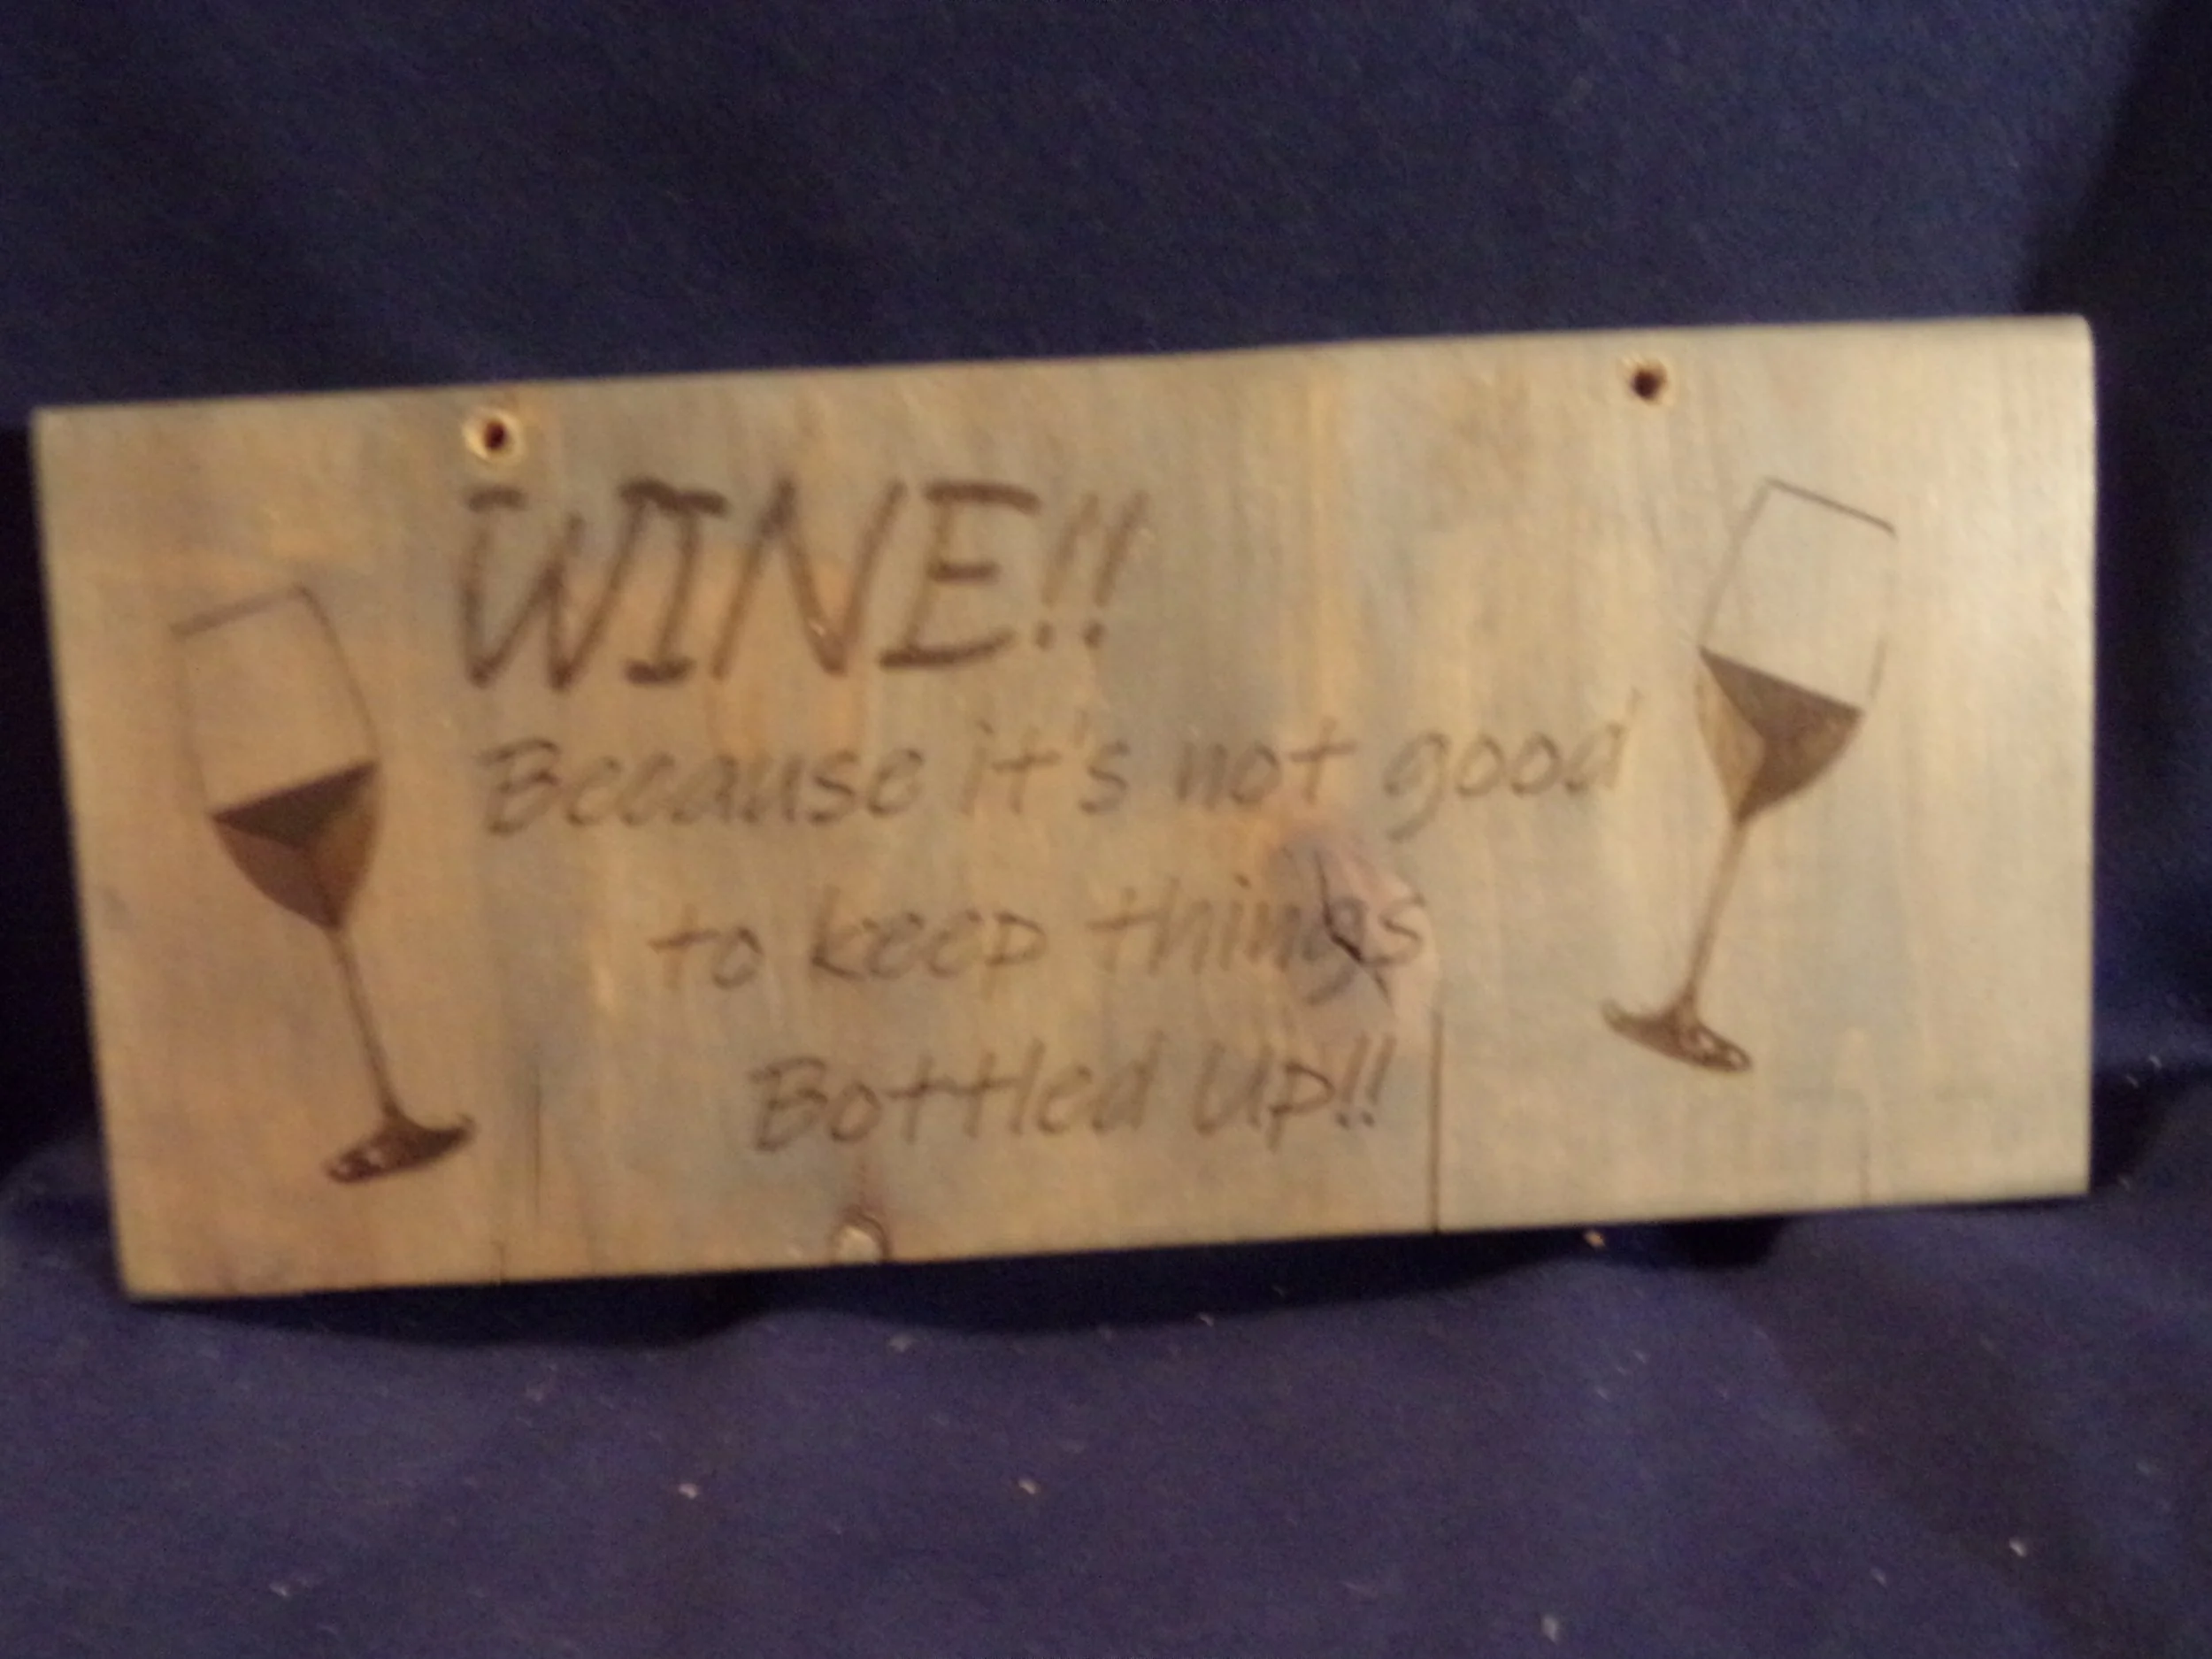 WINE!!
Because it's not good
to keep things
Bottled Up!!